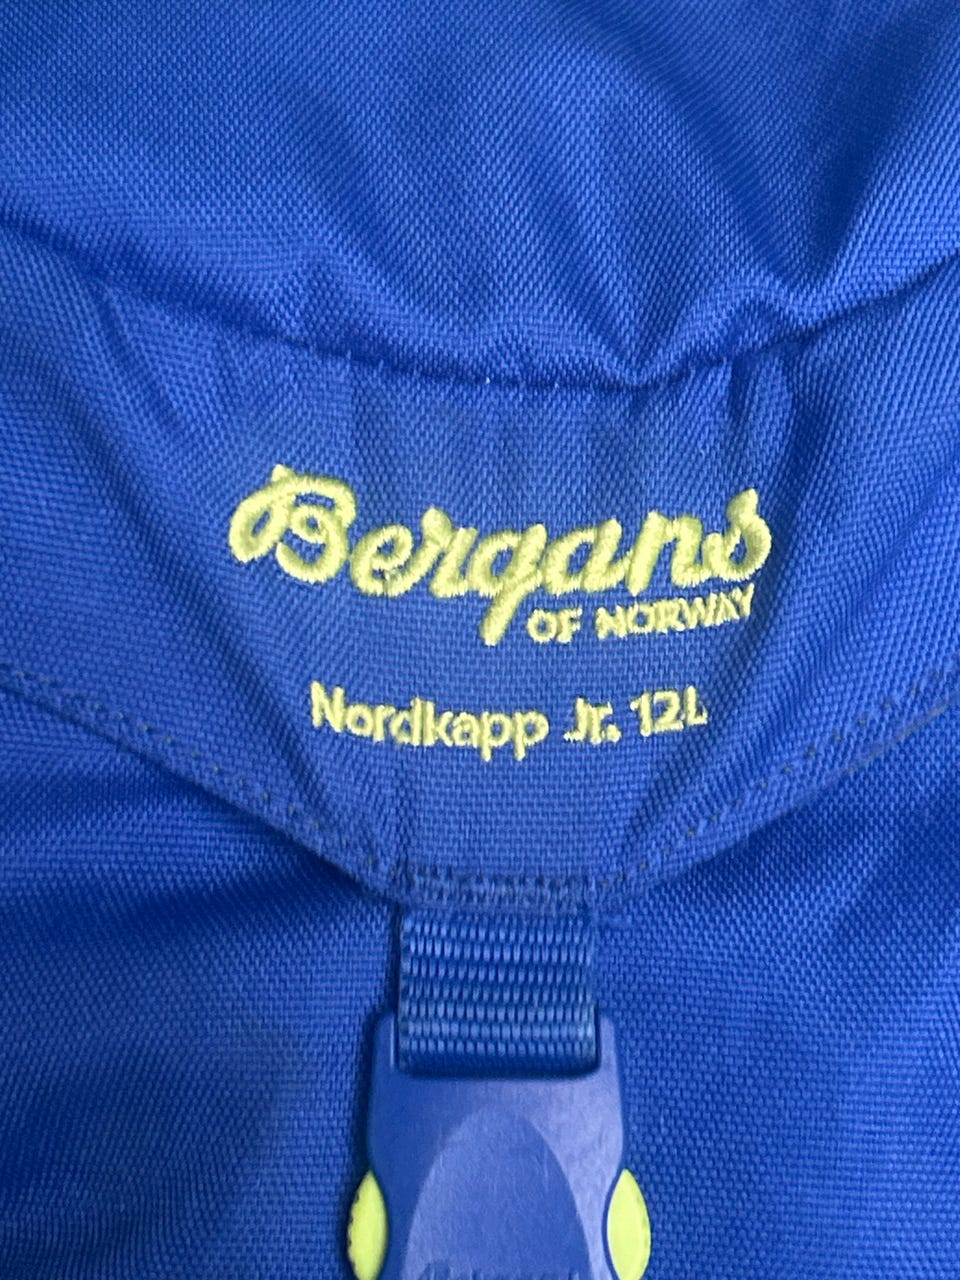 Bergans
OF NORWAY
Nordkapp Jr. 12L